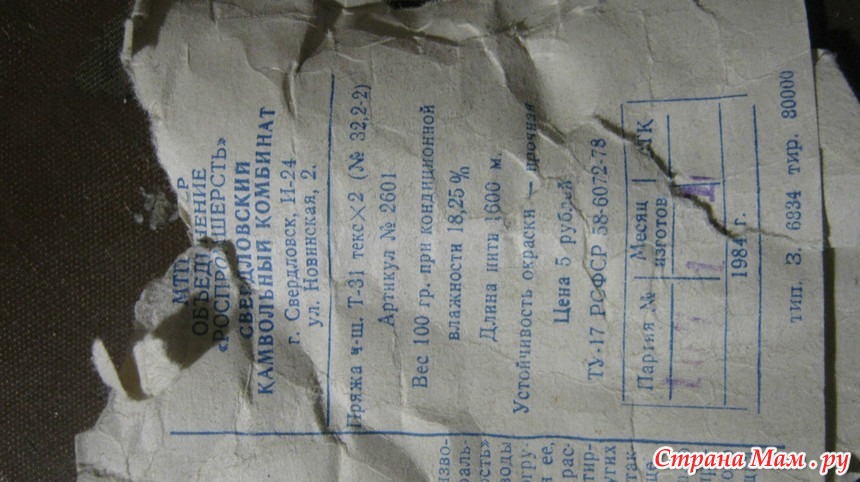 МТП
ОБЪЕДИНЕНИЕ
«РОСПРОМШЕРСТЬ»
СВЕРДЛОВСКИЙ
КАМВОЛЬНЫЙ КОМБИНАТ
г. Свердловск, И-24
ул. Новинская, 2.
Пряжа ч-ш. Т-31 текс×2 (№ 32,2-2)
Артикул № 2601
Вес 100 гр. при кондиционной
влажности 18,25%
Длина нити 1600 м.
Устойчивость окраски — прочная
Цена 5 рублей
ТУ-17 РСФСР 58-6072-78
Партия № Месяц изготов ОТК
1
1984 г.
тип. З. 6834 тир. 80000
Страна Мам.ру